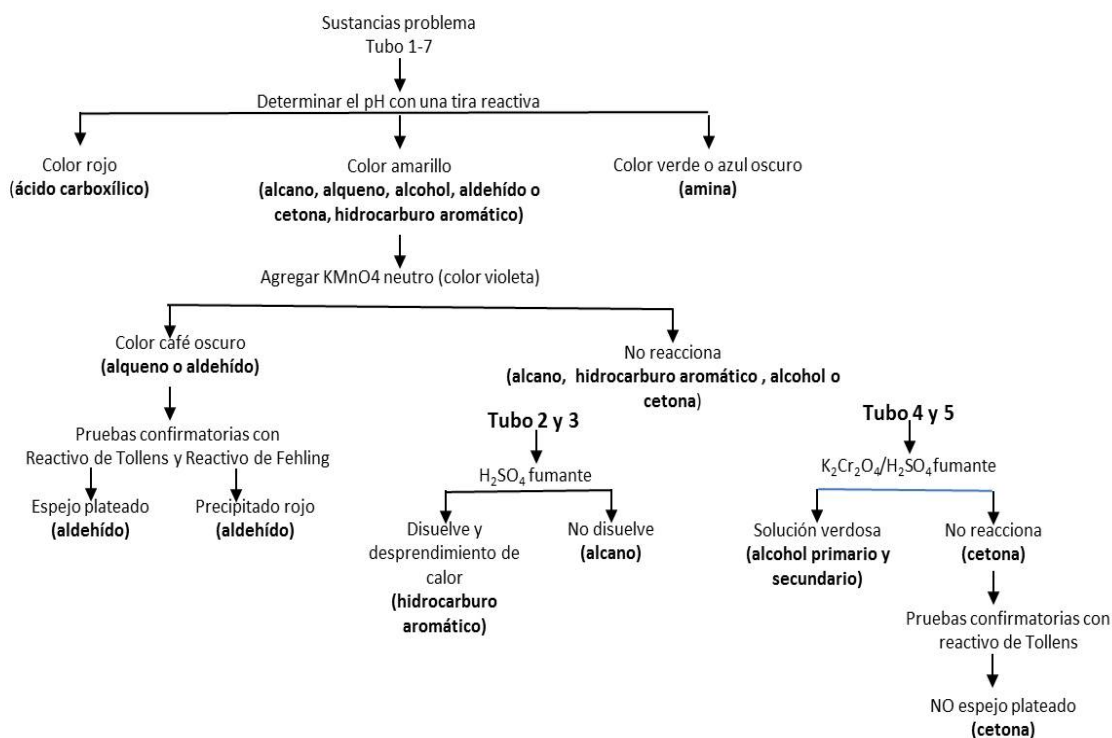 Sustancias problema
Tubo 1-7
Determinar el pH con una tira reactiva
Color rojo
(ácido carboxílico)
Color amarillo
(alcano, alqueno, alcohol, aldehído o
cetona, hidrocarburo aromático)
Color verde o azul oscuro
(amina)
Agregar KMnO4 neutro (color violeta)
Color café oscuro
(alqueno o aldehído)
No reacciona
(alcano, hidrocarburo aromático , alcohol o
cetona)
Pruebas confirmatorias con
Reactivo de Tollens y Reactivo de Fehling
Espejo plateado
(aldehído)
Precipitado rojo
(aldehído)
Tubo 2 y 3
H₂SO₄ fumante
Disuelve y
desprendimiento de
calor
(hidrocarburo
aromático)
No disuelve
(alcano)
Tubo 4 y 5
K₂Cr₂O₄/H₂SO₄ fumante
Solución verdosa
(alcohol primario y
secundario)
No reacciona
(cetona)
Pruebas confirmatorias con
reactivo de Tollens
NO espejo plateado
(cetona)